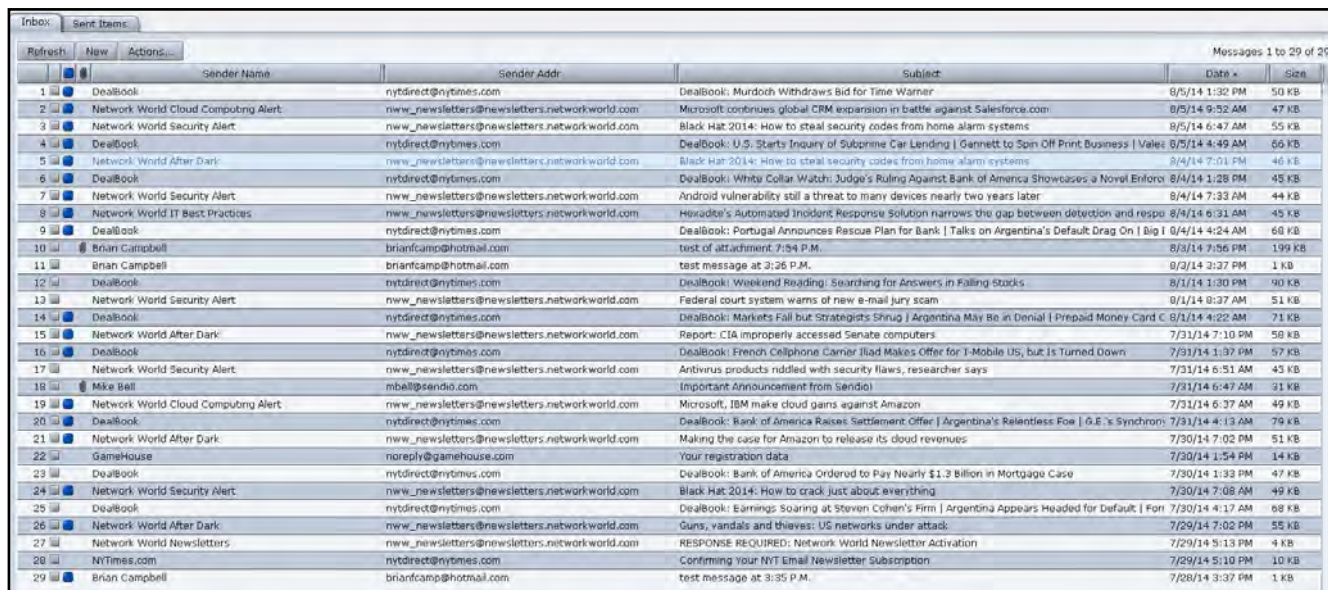 Inbox Sent Items
Refresh New Actions... Messages 1 to 29 of 29
Sender Name Sender Addr Subject Date Size
1 DealBook nytdirect@nytimes.com DealBook: Murdoch Withdraws Bid for Time Warner 8/5/14 1:32 PM 50 KB
2 Network World Cloud Computing Alert nww_newsletters@newsletters.networkworld.com Microsoft continues global CRM expansion in battle against Salesforce.com 8/5/14 9:52 AM 47 KB
3 Network World Security Alert nww_newsletters@newsletters.networkworld.com Black Hat 2014: How to steal security codes from home alarm systems 8/5/14 6:47 AM 55 KB
4 DealBook nytdirect@nytimes.com DealBook: U.S. Starts Inquiry of Subprime Car Lending | Gannett to Spin Off Print Business | Valea 8/5/14 4:49 AM 66 KB
5 Network World After Dark nww_newsletters@newsletters.networkworld.com Black Hat 2014: How to steal security codes from home alarm systems 8/4/14 7:01 PM 46 KB
6 DealBook nytdirect@nytimes.com DealBook: White Collar Watch: Judge's Ruling Against Bank of America Showcases a Novel Enforce 8/4/14 1:28 PM 45 KB
7 Network World Security Alert nww_newsletters@newsletters.networkworld.com Android vulnerability still a threat to many devices nearly two years later 8/4/14 7:33 AM 44 KB
8 Network World IT Best Practices nww_newsletters@newsletters.networkworld.com Hexadite's Automated Incident Response Solution narrows the gap between detection and respo 8/4/14 6:31 AM 45 KB
9 DealBook nytdirect@nytimes.com DealBook: Portugal Announces Rescue Plan for Bank | Talks on Argentina's Default Drag On | Big 8/4/14 4:24 AM 68 KB
10 Brian Campbell brianfcamp@hotmail.com test of attachment 7:54 P.M. 8/3/14 7:56 PM 199 KB
11 Brian Campbell brianfcamp@hotmail.com test message at 3:36 P.M. 8/3/14 3:37 PM 1 KB
12 DealBook nytdirect@nytimes.com DealBook: Weekend Reading: Searching for Answers in Falling Stocks 8/1/14 1:30 PM 90 KB
13 Network World Security Alert nww_newsletters@newsletters.networkworld.com Federal court system warns of new e-mail jury scam 8/1/14 8:37 AM 51 KB
14 DealBook nytdirect@nytimes.com DealBook: Markets Fall but Strategists Shrug | Argentina May Be in Denial | Prepaid Money Card C 8/1/14 4:22 AM 71 KB
15 Network World After Dark nww_newsletters@newsletters.networkworld.com Report: CIA improperly accessed Senate computers 7/31/14 7:10 PM 58 KB
16 DealBook nytdirect@nytimes.com DealBook: French Cellphone Carrier Iliad Makes Offer for T-Mobile US, but Is Turned Down 7/31/14 1:37 PM 57 KB
17 Network World Security Alert nww_newsletters@newsletters.networkworld.com Antivirus products riddled with security flaws, researcher says 7/31/14 6:51 AM 43 KB
18 Mike Bell mbell@sendio.com Important Announcement from Sendio! 7/31/14 6:47 AM 31 KB
19 Network World Cloud Computing Alert nww_newsletters@newsletters.networkworld.com Microsoft, IBM make cloud gains against Amazon 7/31/14 6:37 AM 49 KB
20 DealBook nytdirect@nytimes.com DealBook: Bank of America Raises Settlement Offer | Argentina's Relentless Foe | G.E.'s Synchrony 7/31/14 4:13 AM 79 KB
21 Network World After Dark nww_newsletters@newsletters.networkworld.com Making the case for Amazon to release its cloud revenues 7/30/14 7:02 PM 51 KB
22 GameHouse noreply@gamehouse.com Your registration data 7/30/14 1:54 PM 14 KB
23 DealBook nytdirect@nytimes.com DealBook: Bank of America Ordered to Pay Nearly $1.3 Billion in Mortgage Case 7/30/14 1:33 PM 47 KB
24 Network World Security Alert nww_newsletters@newsletters.networkworld.com Black Hat 2014: How to crack just about everything 7/30/14 7:08 AM 49 KB
25 DealBook nytdirect@nytimes.com DealBook: Earnings Soaring at Steven Cohen's Firm | Argentina Appears Headed for Default | For 7/30/14 4:17 AM 68 KB
26 Network World After Dark nww_newsletters@newsletters.networkworld.com Guns, vandals and thieves: US networks under attack 7/29/14 7:02 PM 55 KB
27 Network World Newsletters nww_newsletters@newsletters.networkworld.com RESPONSE REQUIRED: Network World Newsletter Activation 7/29/14 5:13 PM 4 KB
28 NYTimes.com nytdirect@nytimes.com Confirming Your NYT Email Newsletter Subscription 7/29/14 5:10 PM 10 KB
29 Brian Campbell brianfcamp@hotmail.com test message at 3:35 P.M. 7/28/14 3:37 PM 1 KB